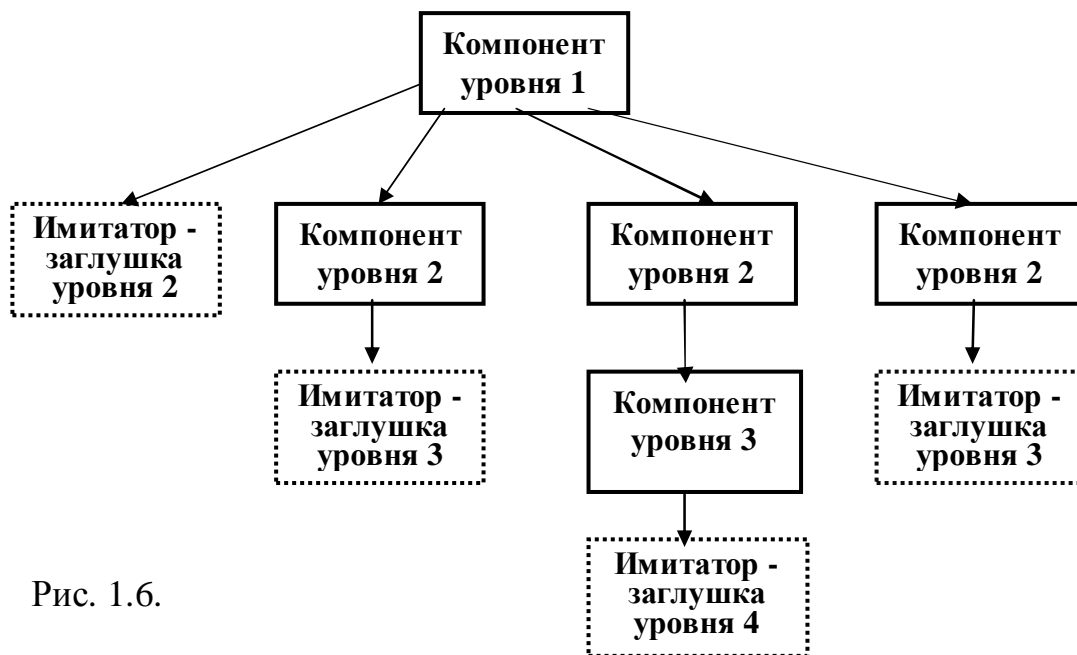 Компонент
уровня 1
Имитатор -
заглушка
уровня 2
Компонент
уровня 2
Компонент
уровня 2
Компонент
уровня 2
Имитатор -
заглушка
уровня 3
Компонент
уровня 3
Имитатор -
заглушка
уровня 3
Имитатор -
заглушка
уровня 4
Рис. 1.6.